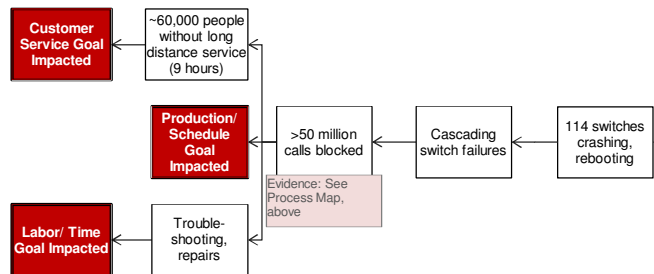 Customer
Service Goal
Impacted
~60,000 people
without long
distance service
(9 hours)
Production/
Schedule
Goal
Impacted
>50 million
calls blocked
Cascading
switch failures
114 switches
crashing,
rebooting
Evidence: See
Process Map,
above
Labor/ Time
Goal Impacted
Trouble-
shooting,
repairs